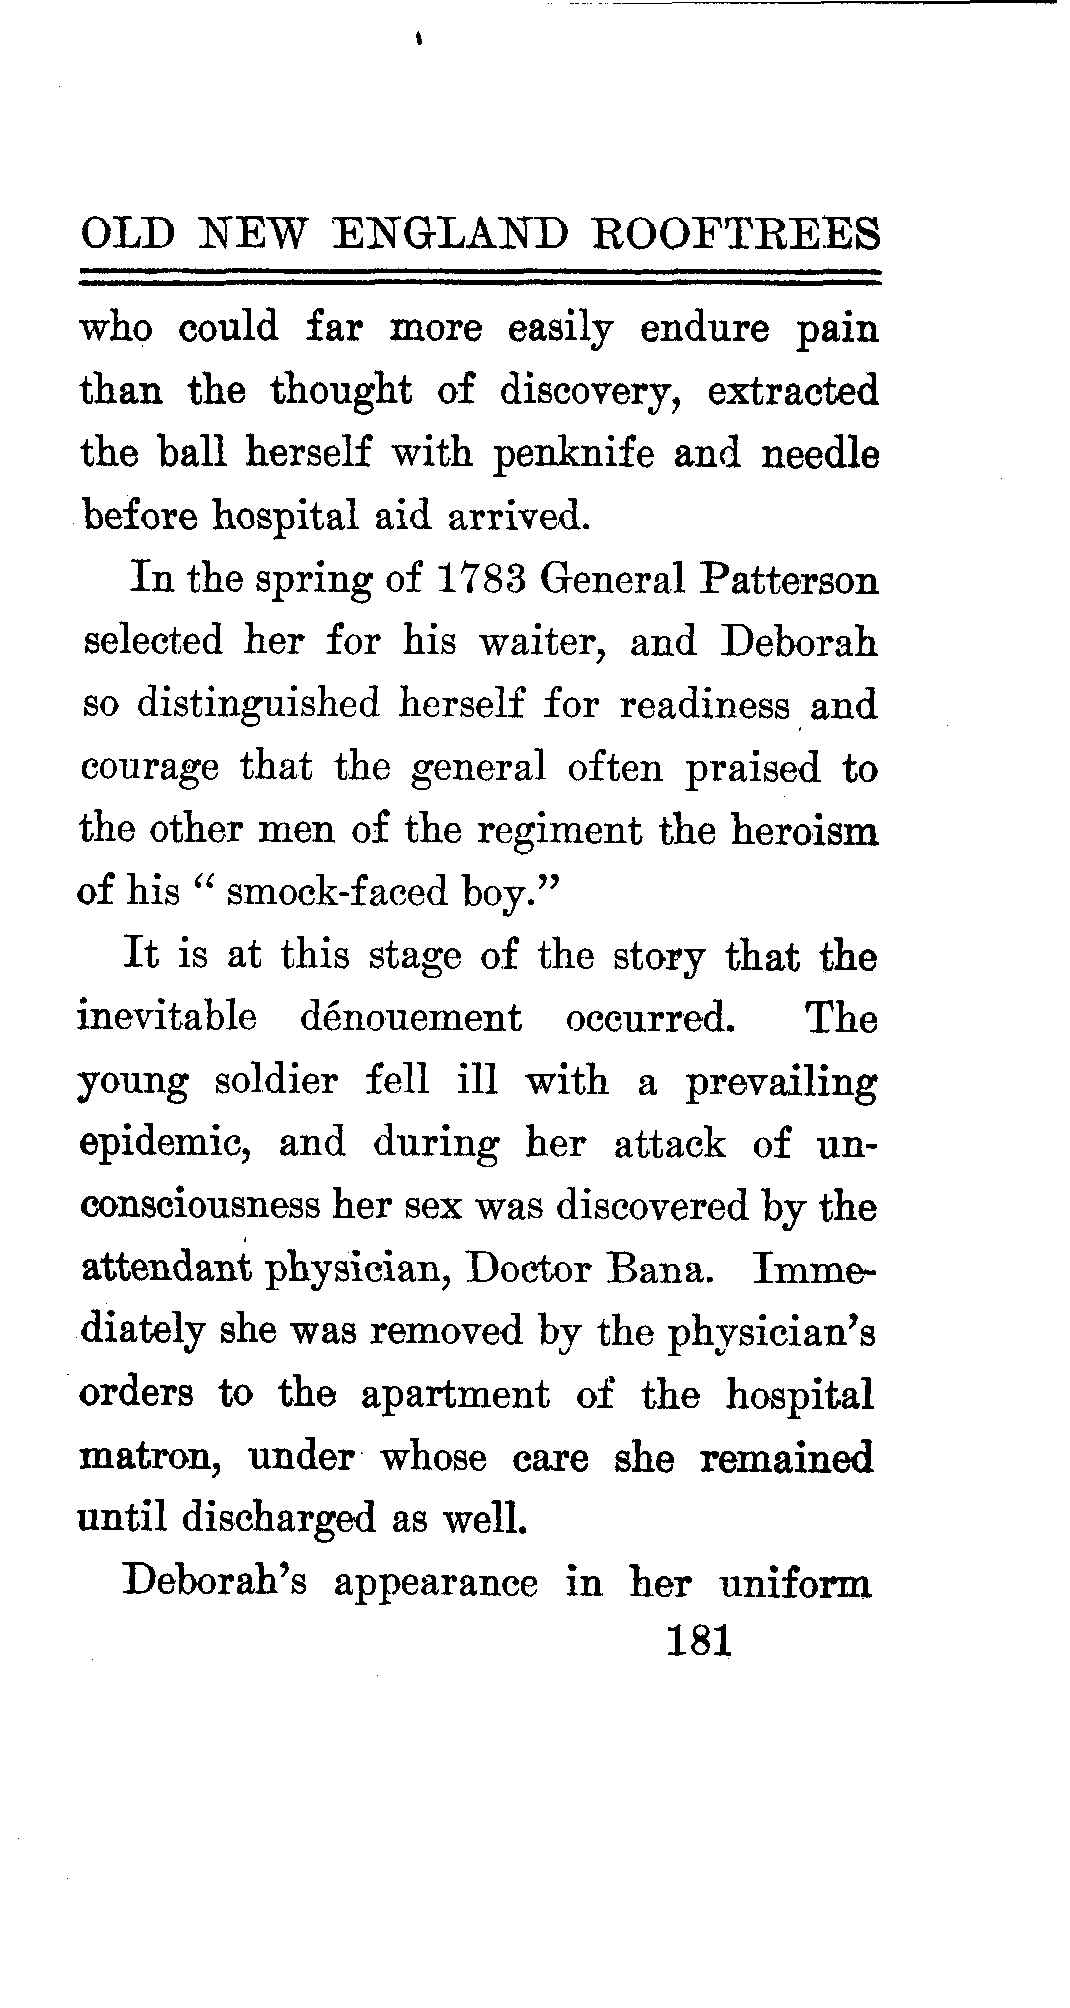 OLD NEW ENGLAND ROOFTREES
who could far more easily endure pain
than the thought of discovery, extracted
the ball herself with penknife and needle
before hospital aid arrived.
In the spring of 1783 General Patterson
selected her for his waiter, and Deborah
so distinguished herself for readiness and
courage that the general often praised to
the other men of the regiment the heroism
of his “ smock-faced boy.”
It is at this stage of the story that the
inevitable dénouement occurred. The
young soldier fell ill with a prevailing
epidemic, and during her attack of un-
consciousness her sex was discovered by the
attendant physician, Doctor Bana. Imme-
diately she was removed by the physician’s
orders to the apartment of the hospital
matron, under whose care she remained
until discharged as well.
Deborah’s appearance in her uniform
181